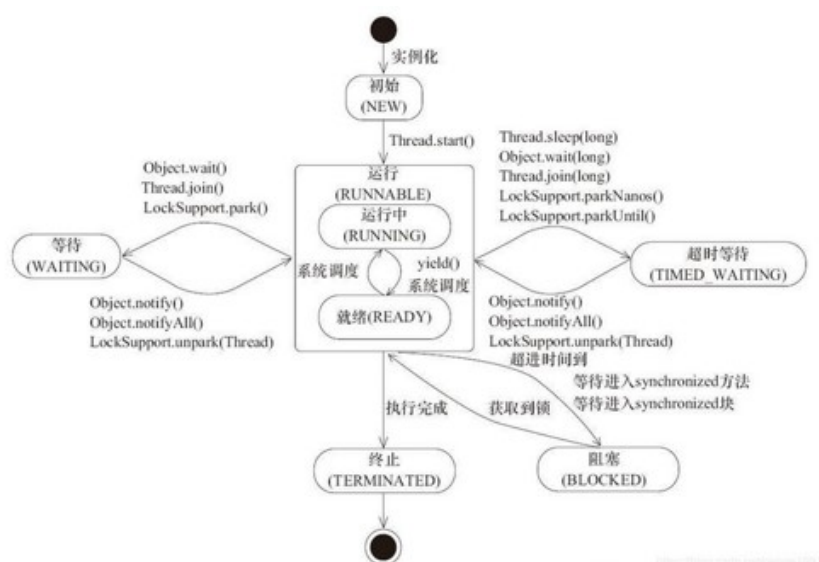 实例化
初始
(NEW)
Thread.start()
Object.wait()
Thread.join()
LockSupport.park()
Thread.sleep(long)
Object.wait(long)
Thread.join(long)
LockSupport.parkNanos()
LockSupport.parkUntil()
运行
(RUNNABLE)
运行中
(RUNNING)
等待
(WAITING)
超时等待
(TIMED_WAITING)
系统调度
yield()
系统调度
就绪(READY)
Object.notify()
Object.notifyAll()
LockSupport.unpark(Thread)
Object.notify()
Object.notifyAll()
LockSupport.unpark(Thread)
超进时间到
等待进入synchronized方法
等待进入synchronized块
执行完成
获取到锁
终止
(TERMINATED)
阻塞
(BLOCKED)